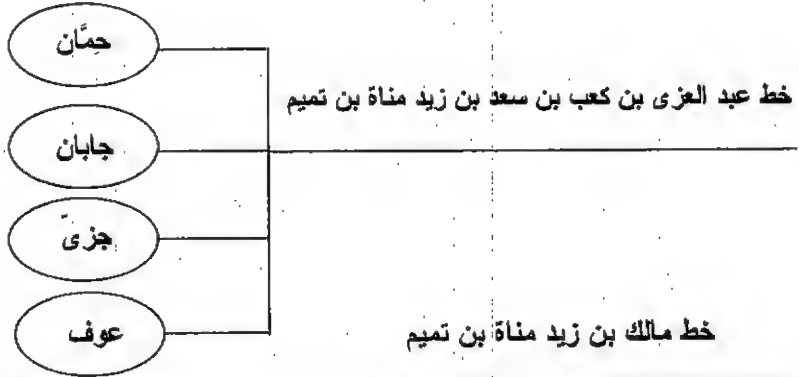 حِمَّان
خط عبد العزى بن كعب بن سعد بن زيد مناة بن تميم
جابان
جزىّ
عوف
خط مالك بن زيد مناة بن تميم